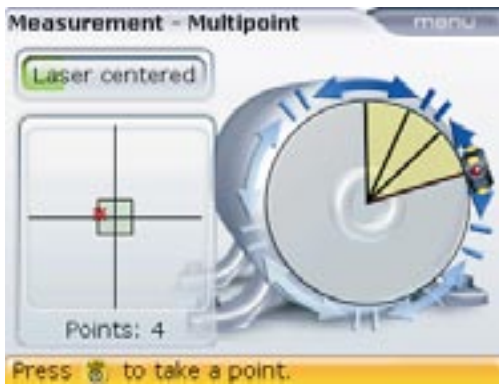 Measurement - Multipoint
menu
Laser centered
Points: 4
Press to take a point.